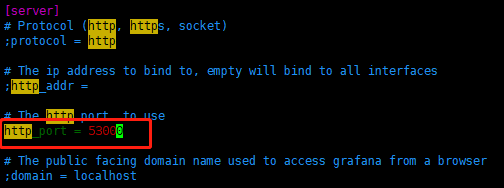 [server]
# Protocol (http, https, socket)
;protocol = http
# The ip address to bind to, empty will bind to all interfaces
;http_addr =
# The http port  to use
http_port = 53000
# The public facing domain name used to access grafana from a browser
;domain = localhost